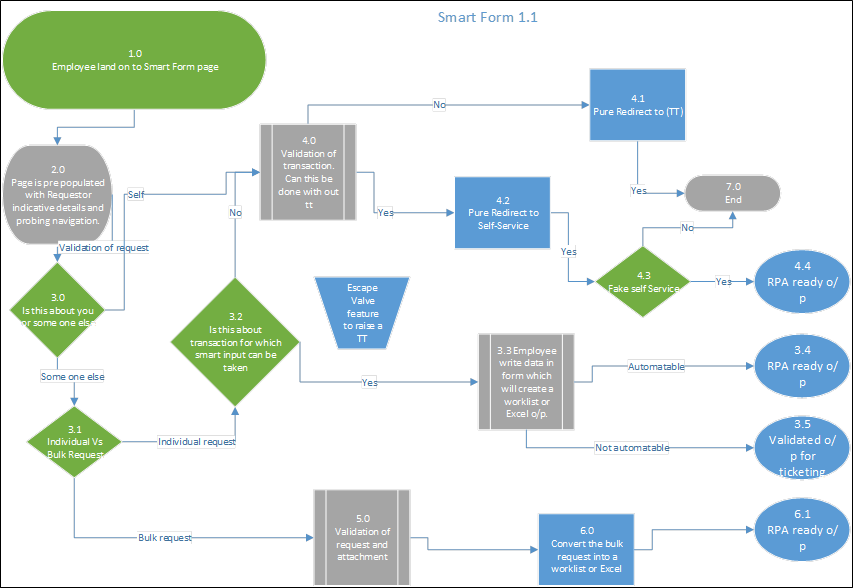 Smart Form 1.1
1.0
Employee land on to Smart Form page
2.0
Page is pre populated
with Requestor
indicative details and
probing navigation.
Validation of request
Self
3.0
Is this about you
or some one else
Some one else
3.1
Individual Vs
Bulk Request
Individual request
Bulk request
3.2
Is this about
transaction for which
smart input can be
taken
No
Yes
4.0
Validation of
transaction.
Can this be
done with out
tt
No
Yes
4.1
Pure Redirect to (TT)
Yes
7.0
End
4.2
Pure Redirect to
Self-Service
Yes
4.3
Fake self Service
No
Yes
4.4
RPA ready o/
p
Escape
Valve
feature
to raise a
TT
3.3 Employee
write data in
form which
will create a
worklist or
Excel o/p.
Automatable
3.4
RPA ready o/
p
Not automatable
3.5
Validated o/
p for
ticketing
5.0
Validation of
request and
attachment
6.0
Convert the bulk
request into a
worklist or Excel
6.1
RPA ready o/
p